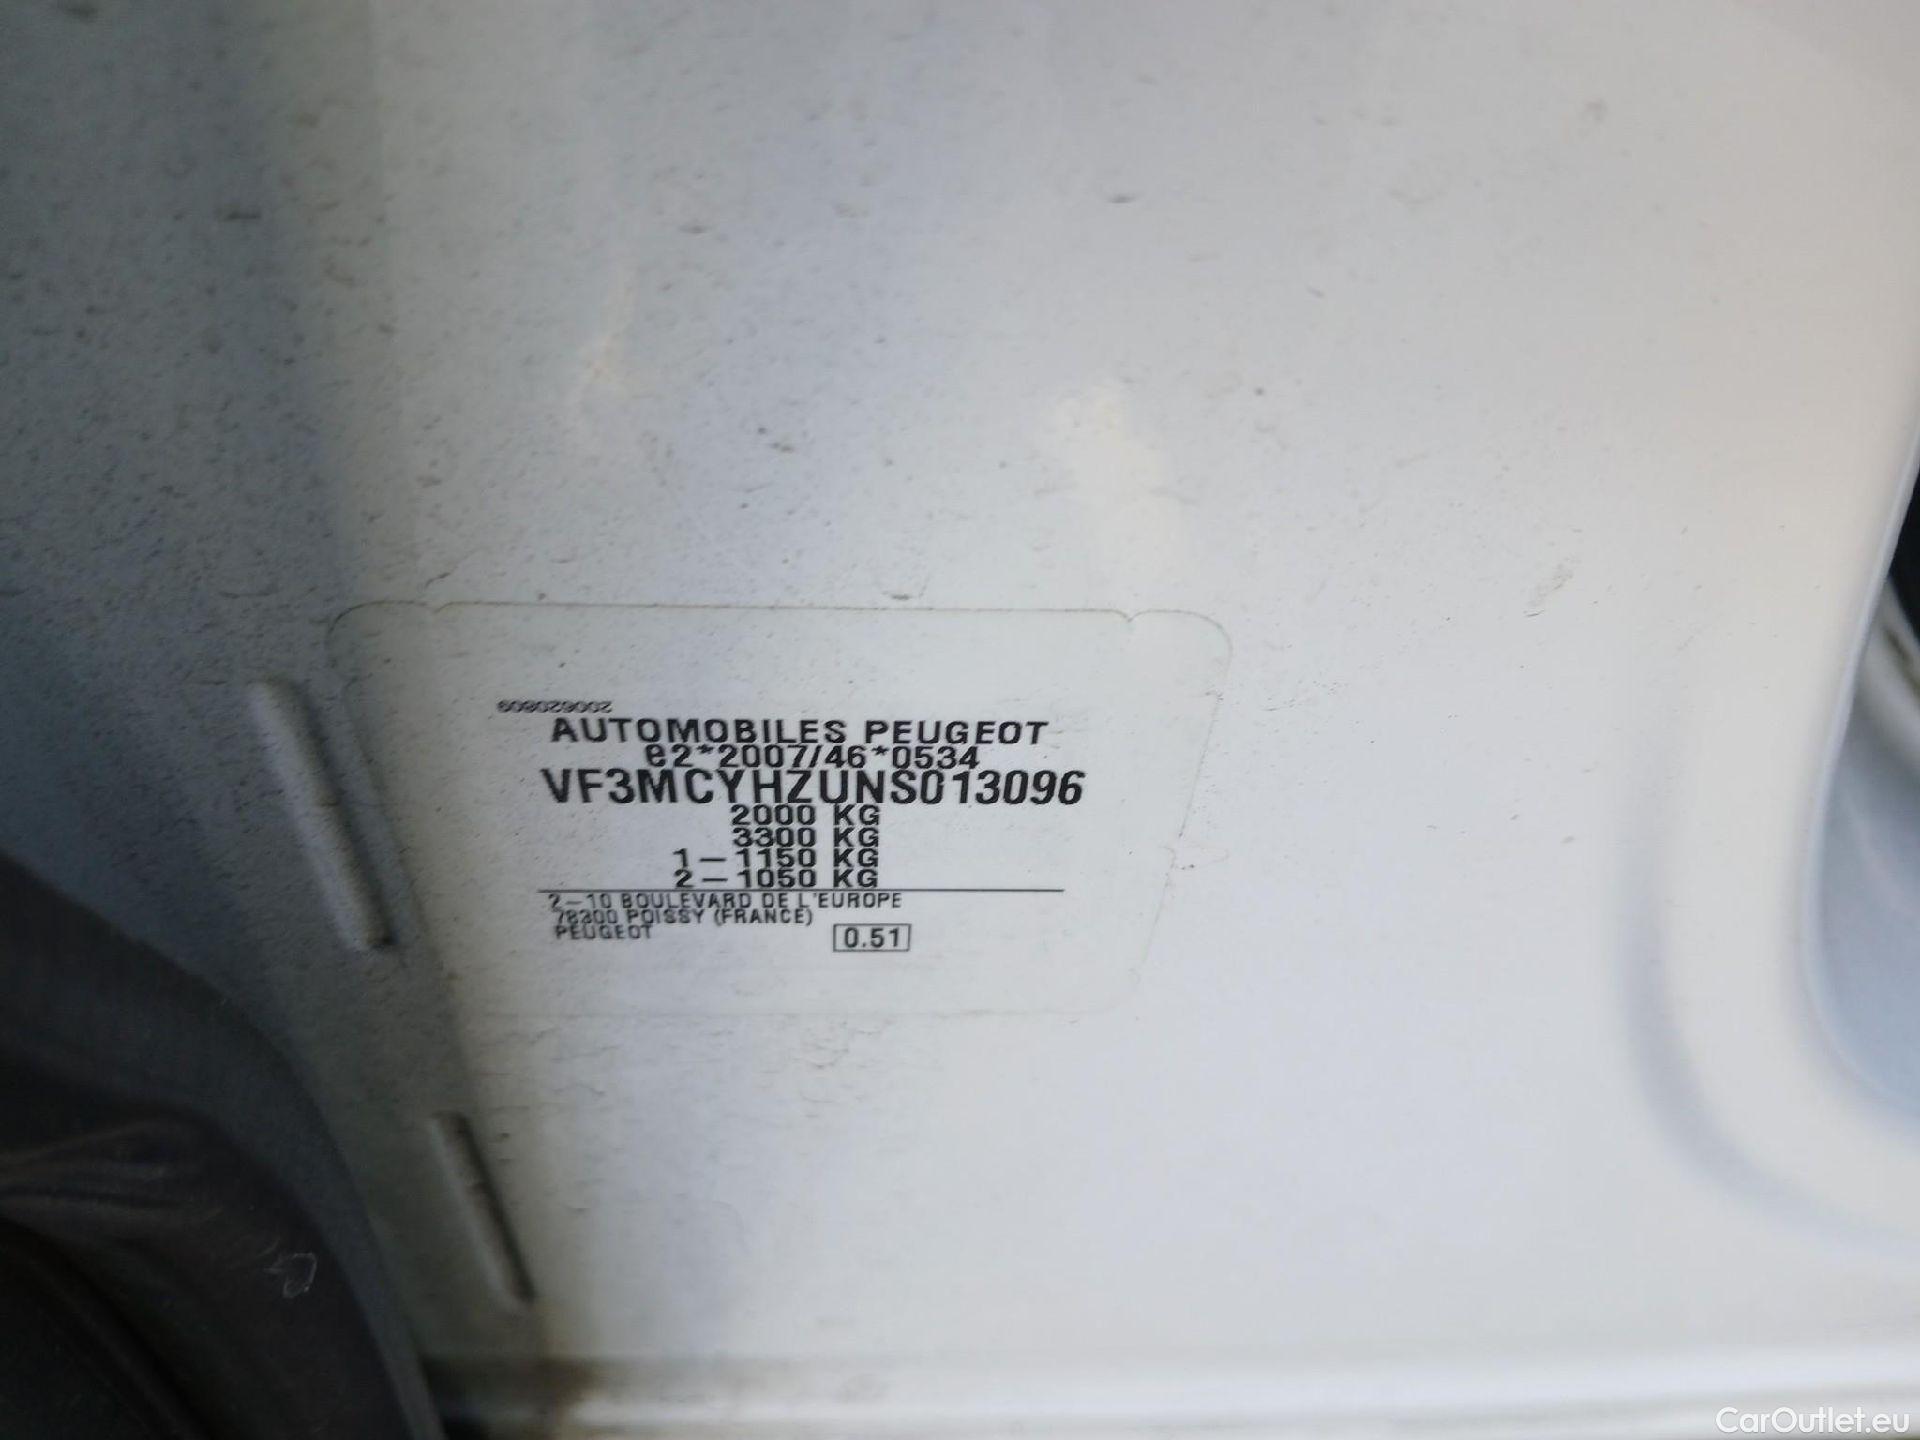 200620809
AUTOMOBILES PEUGEOT
e2*2007/46*0534
VF3MCYHZUNS013096
2000 KG
3300 KG
1-1150 KG
2-1050 KG
2-10 BOULEVARD DE L'EUROPE
78300 POISSY (FRANCE)
PEUGEOT
0.51
CarOutlet.eu